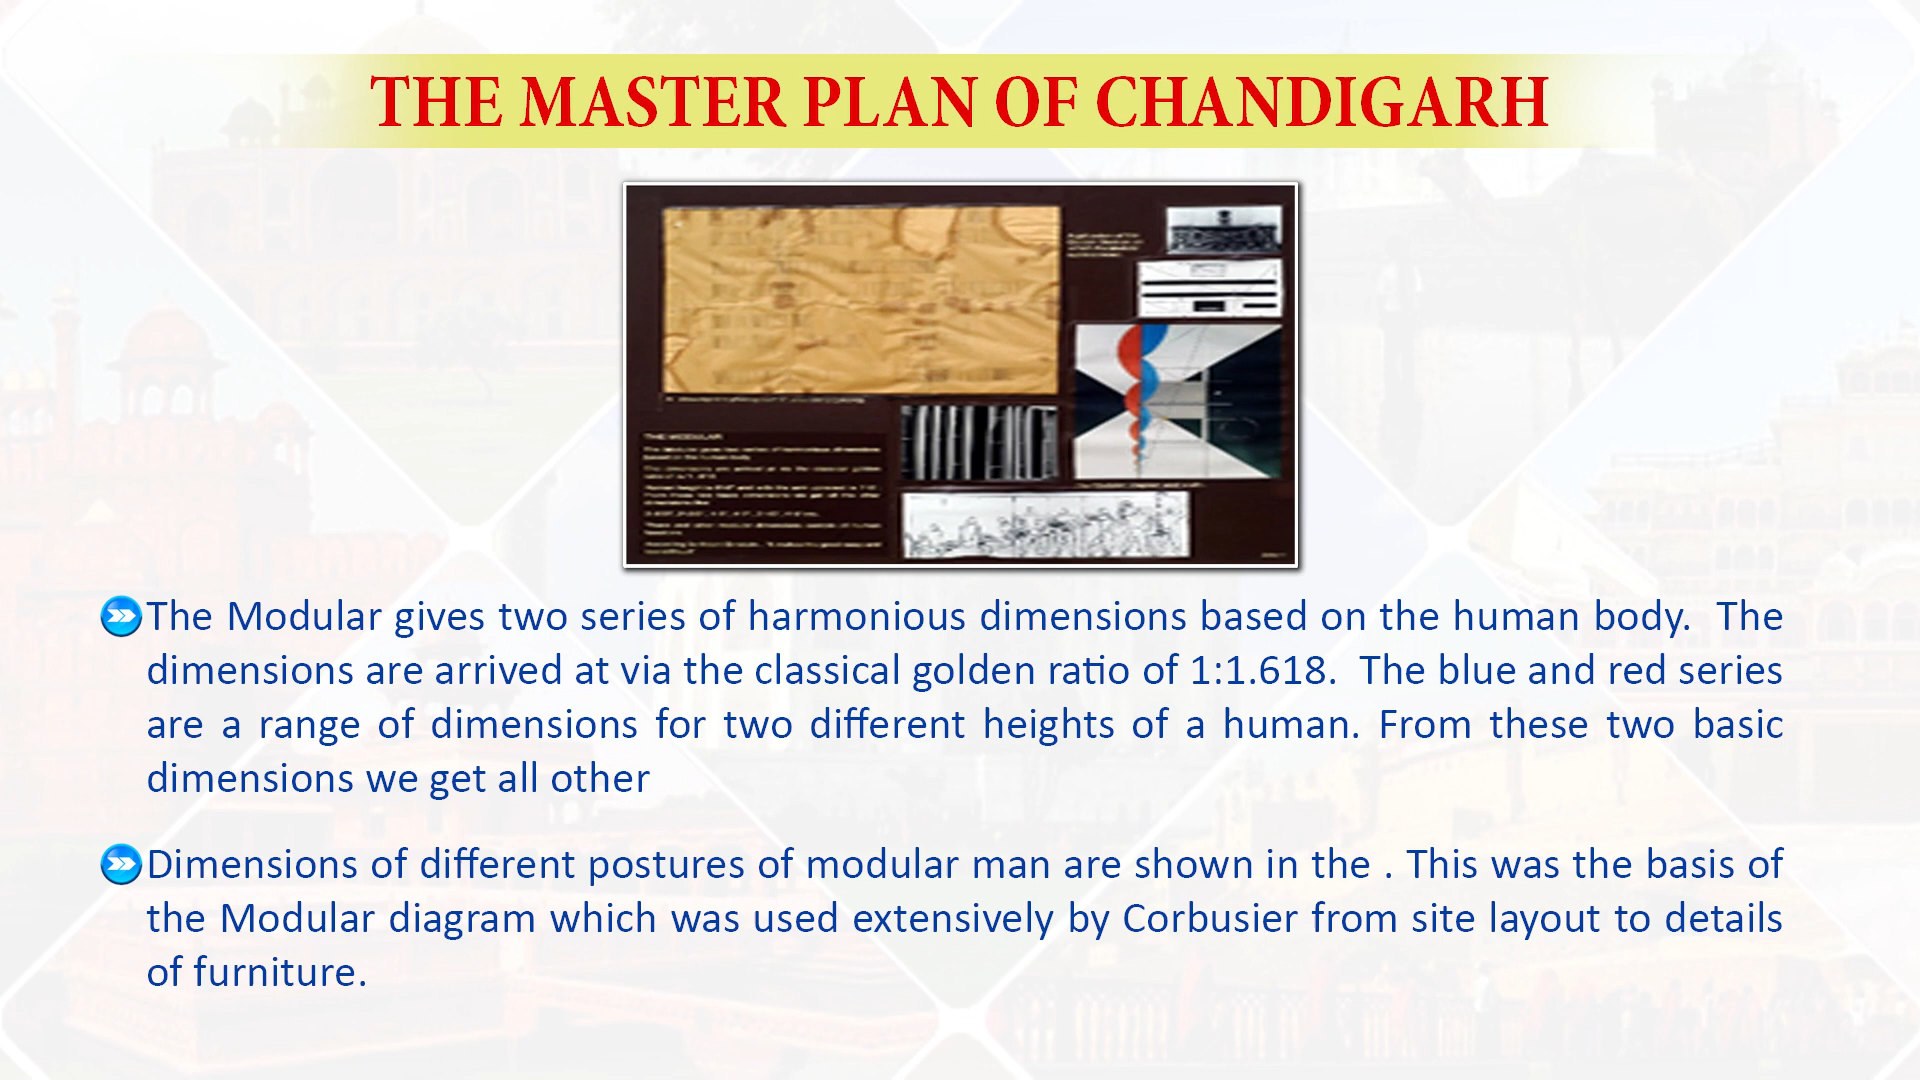 THE MASTER PLAN OF CHANDIGARH
THE MODULAR
The Modular gives two series of harmonious dimensions based on the human body. The
dimensions are arrived at via the classical golden ratio of 1:1.618. The blue and red series
are a range of dimensions for two different heights of a human. From these two basic
dimensions we get all other
Dimensions of different postures of modular man are shown in the . This was the basis of
the Modular diagram which was used extensively by Corbusier from site layout to details
of furniture.